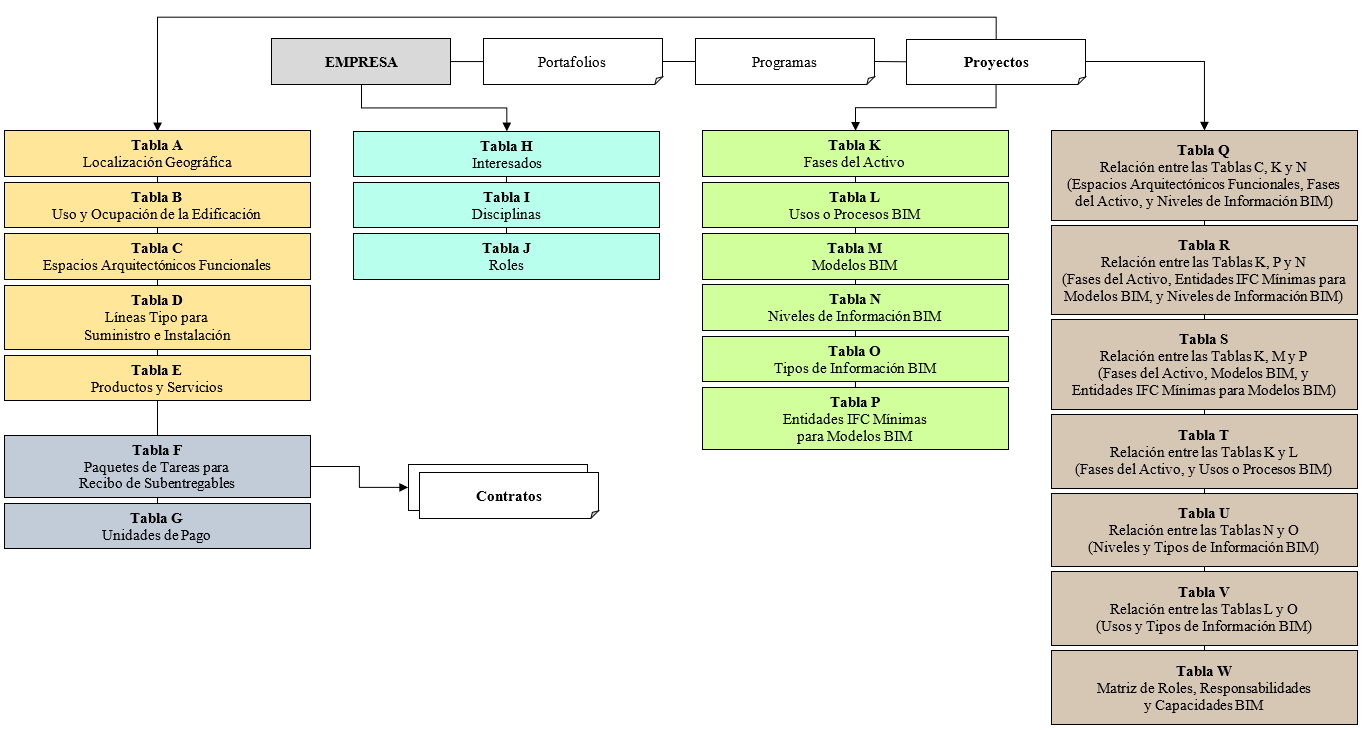 EMPRESA
Portafolios
Programas
Proyectos
Tabla A
Localización Geográfica
Tabla B
Uso y Ocupación de la Edificación
Tabla C
Espacios Arquitectónicos Funcionales
Tabla D
Líneas Tipo para
Suministro e Instalación
Tabla E
Productos y Servicios
Tabla F
Paquetes de Tareas para
Recibo de Subentregables
Tabla G
Unidades de Pago
Contratos
Tabla H
Interesados
Tabla I
Disciplinas
Tabla J
Roles
Tabla K
Fases del Activo
Tabla L
Usos o Procesos BIM
Tabla M
Modelos BIM
Tabla N
Niveles de Información BIM
Tabla O
Tipos de Información BIM
Tabla P
Entidades IFC Mínimas
para Modelos BIM
Tabla Q
Relación entre las Tablas C, K y N
(Espacios Arquitectónicos Funcionales, Fases
del Activo, y Niveles de Información BIM)
Tabla R
Relación entre las Tablas K, P y N
(Fases del Activo, Entidades IFC Mínimas para
Modelos BIM, y Niveles de Información BIM)
Tabla S
Relación entre las Tablas K, M y P
(Fases del Activo, Modelos BIM, y
Entidades IFC Mínimas para Modelos BIM)
Tabla T
Relación entre las Tablas K y L
(Fases del Activo, y Usos o Procesos BIM)
Tabla U
Relación entre las Tablas N y O
(Niveles y Tipos de Información BIM)
Tabla V
Relación entre las Tablas L y O
(Usos y Tipos de Información BIM)
Tabla W
Matriz de Roles, Responsabilidades
y Capacidades BIM